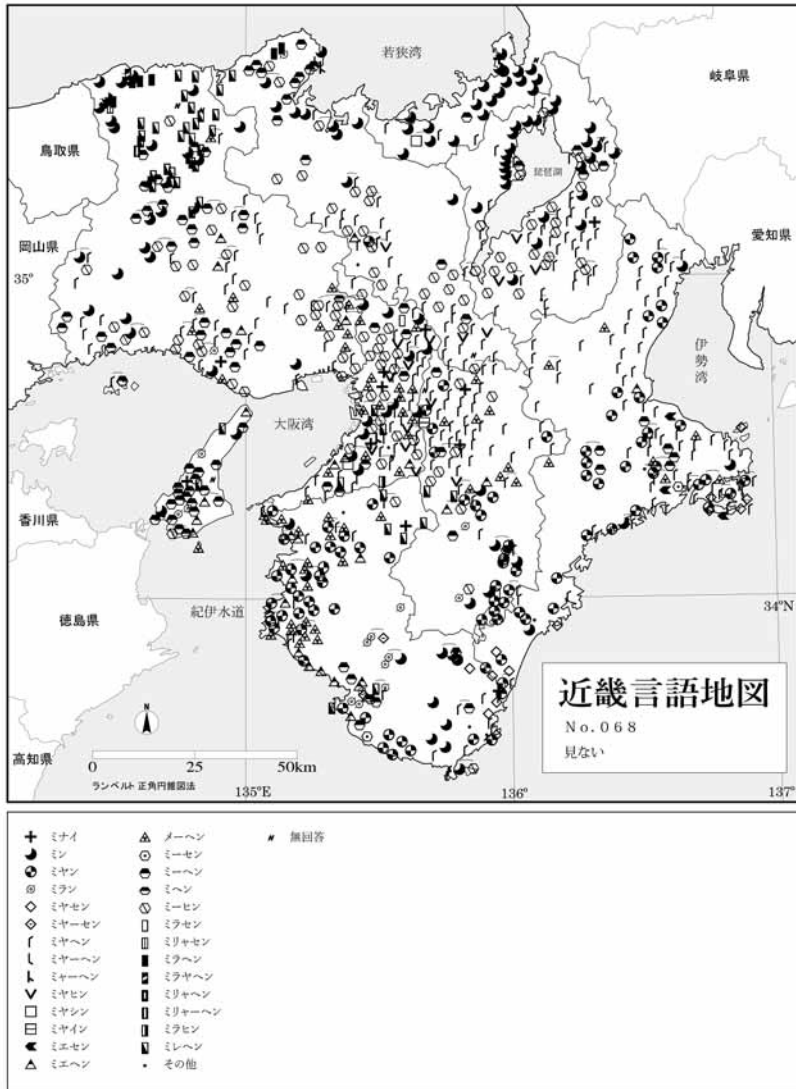 若狭湾
岐阜県
鳥取県
琵琶湖
岡山県
愛知県
35°
伊勢湾
大阪湾
香川県
紀伊水道
34°N
徳島県
近畿言語地図
No.068
見ない
N
高知県
0 25 50km
ランベルト正角円錐図法
135°E 136° 137°
ミナイ
ミン
ミヤン
ミラン
ミヤセン
ミヤーセン
ミヤヘン
ミヤーヘン
ミャーヘン
ミヤヒン
ミヤシン
ミヤイン
ミエセン
ミエヘン
メーヘン
ミーセン
ミーヘン
ミヘン
ミーヒン
ミラセン
ミリャセン
ミラヘン
ミラヤヘン
ミリャヘン
ミリャーヘン
ミラヒン
ミレヘン
その他
無回答